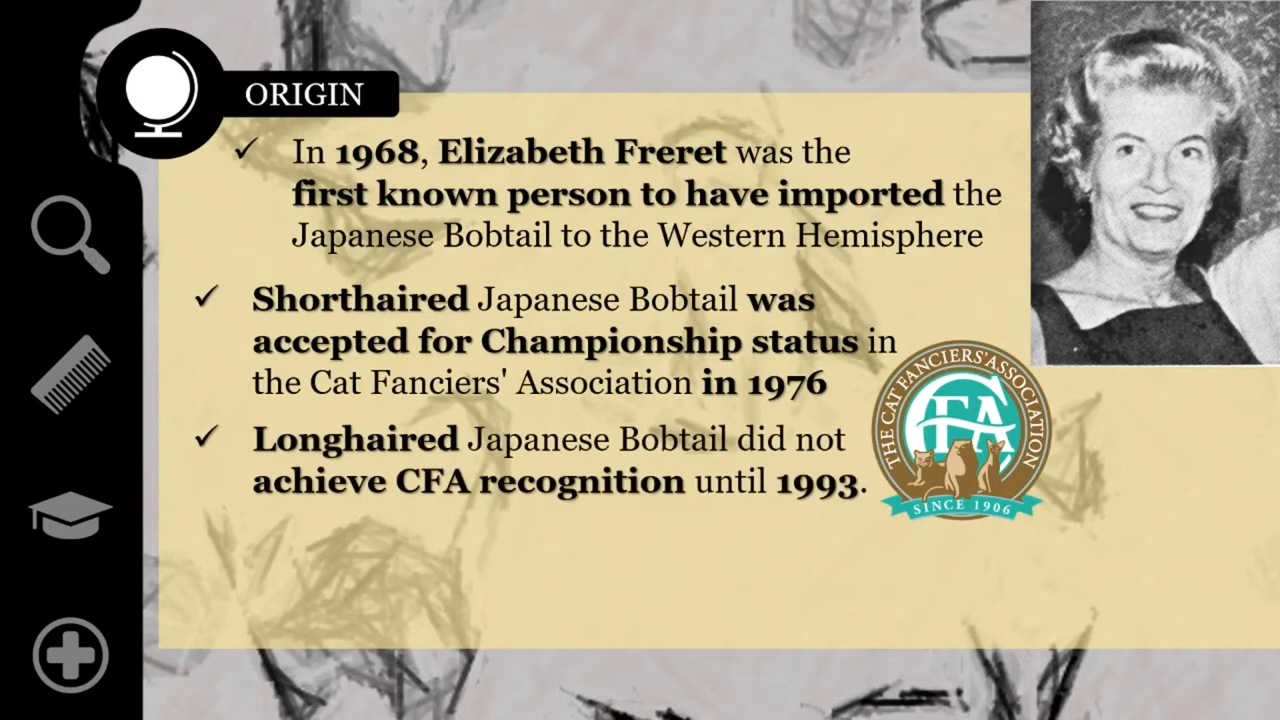 ORIGIN
✓ In 1968, Elizabeth Freret was the
first known person to have imported the
Japanese Bobtail to the Western Hemisphere
✓ Shorthaired Japanese Bobtail was
accepted for Championship status in
the Cat Fanciers' Association in 1976
✓ Longhaired Japanese Bobtail did not
achieve CFA recognition until 1993.
THE CAT FANCIERS' ASSOCIATION
CFA
SINCE 1906